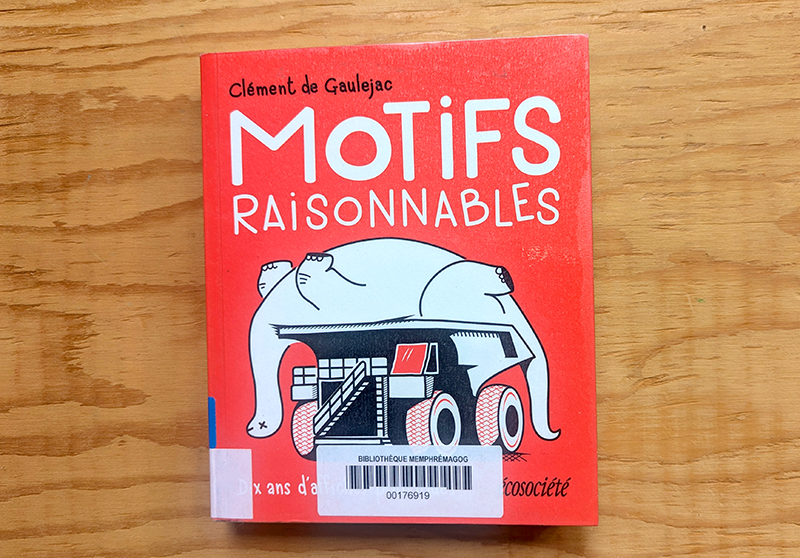 Clément de Gaulejac
MOTiFS
RAiSONNABLES
BIBLIOTHÈQUE MEMPHRÉMAGOG
00176919
Dix ans d'
écosociété